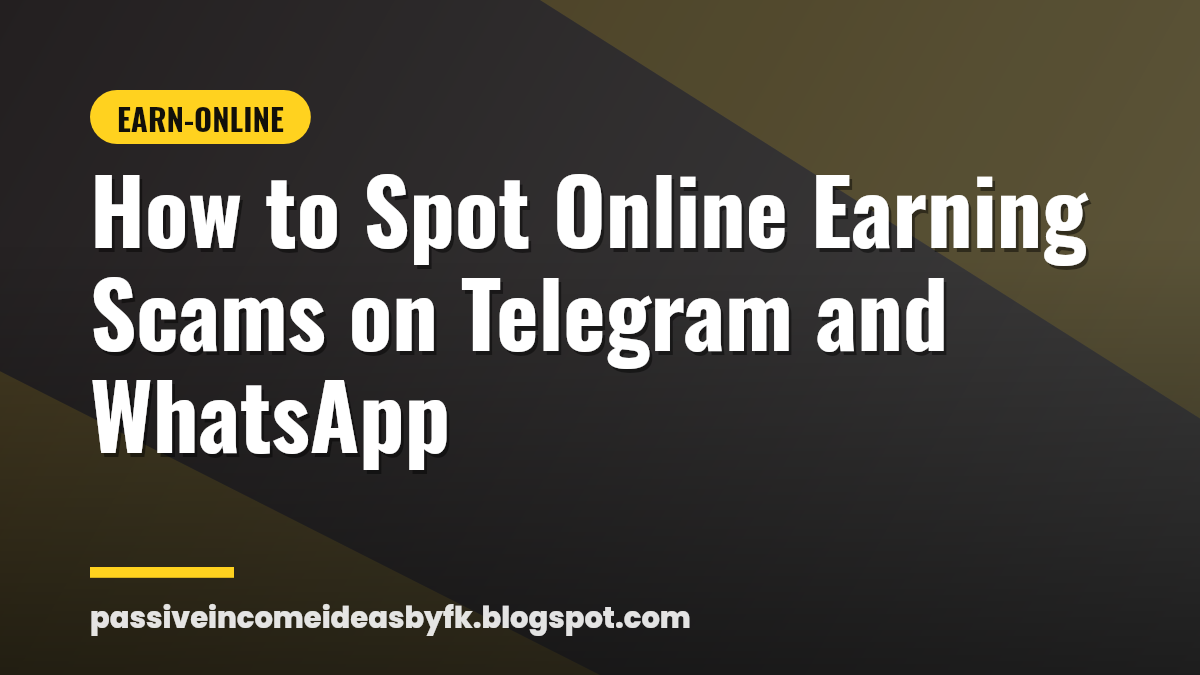 EARN-ONLINE
How to Spot Online Earning
Scams on Telegram and
WhatsApp
passiveincomeideasbyfk.blogspot.com